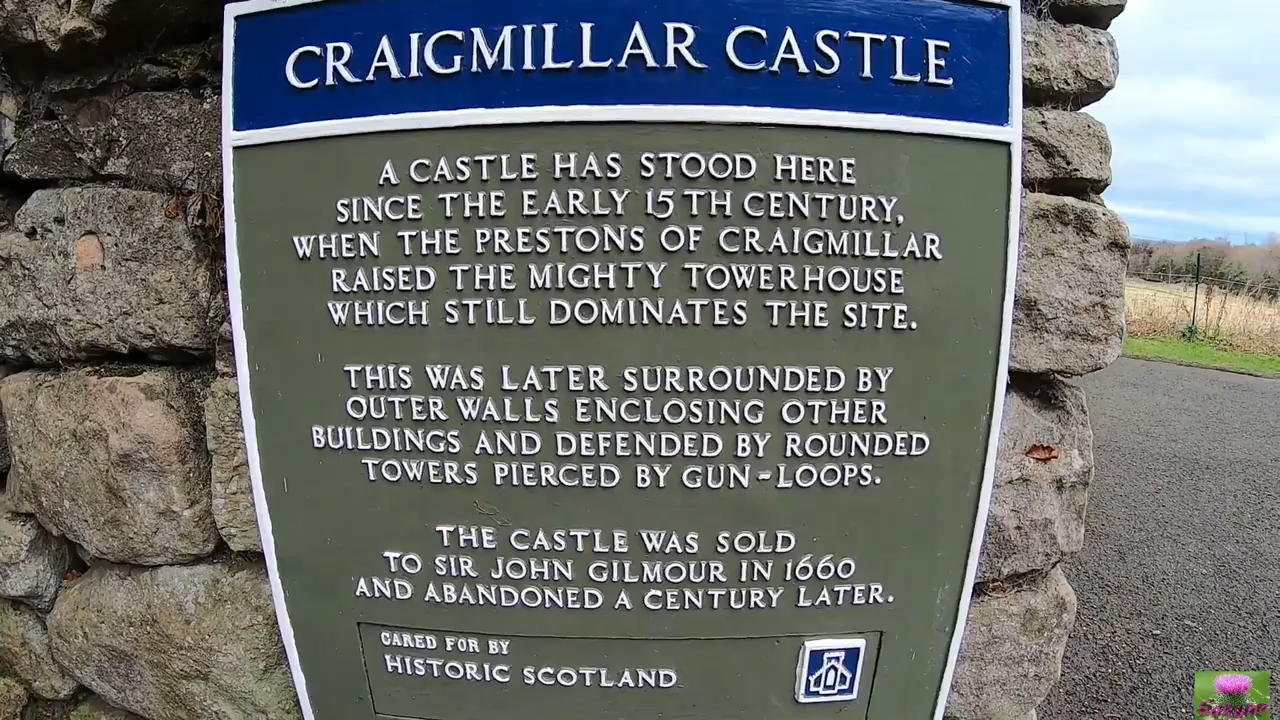 CRAIGMILLAR CASTLE
A CASTLE HAS STOOD HERE
SINCE THE EARLY 15TH CENTURY,
WHEN THE PRESTONS OF CRAIGMILLAR
RAISED THE MIGHTY TOWERHOUSE
WHICH STILL DOMINATES THE SITE.
THIS WAS LATER SURROUNDED BY
OUTER WALLS ENCLOSING OTHER
BUILDINGS AND DEFENDED BY ROUNDED
TOWERS PIERCED BY GUN-LOOPS.
THE CASTLE WAS SOLD
TO SIR JOHN GILMOUR IN 1660
AND ABANDONED A CENTURY LATER.
CARED FOR BY
HISTORIC SCOTLAND